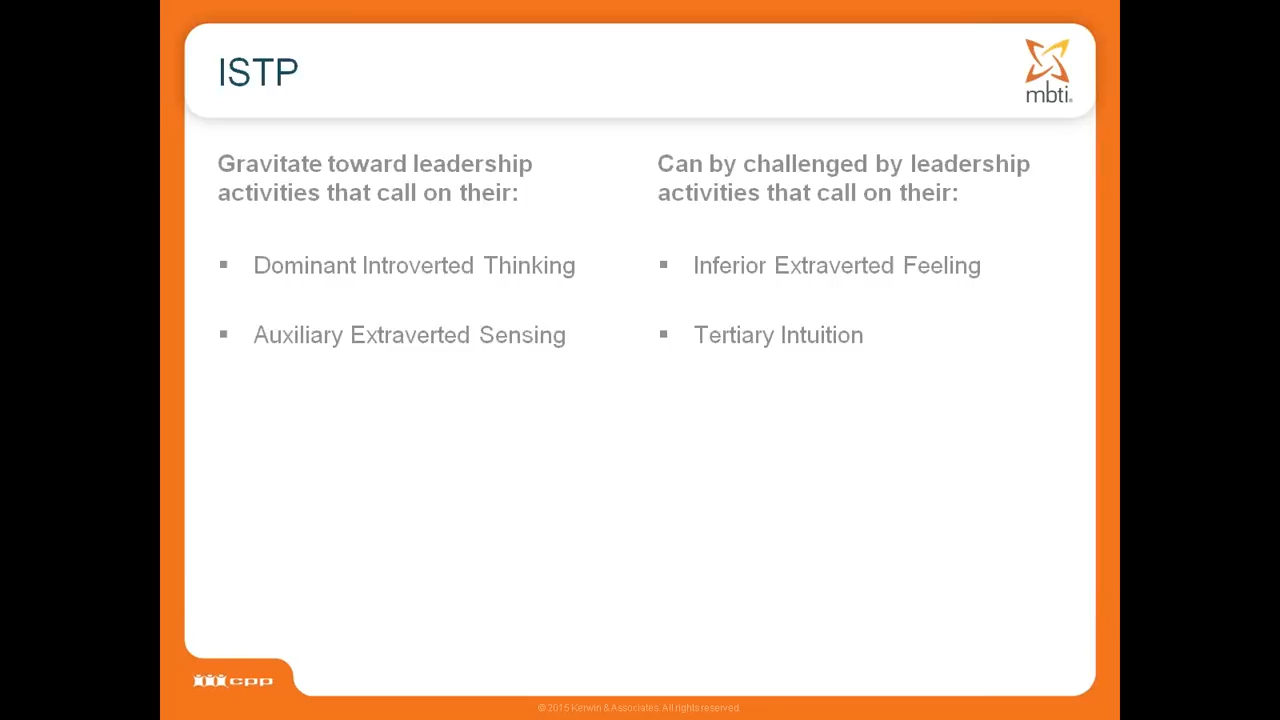 ISTP
mbti®
Gravitate toward leadership
activities that call on their:
▪ Dominant Introverted Thinking
▪ Auxiliary Extraverted Sensing
Can by challenged by leadership
activities that call on their:
▪ Inferior Extraverted Feeling
▪ Tertiary Intuition
cpp
© 2015 Kerwin & Associates. All rights reserved.